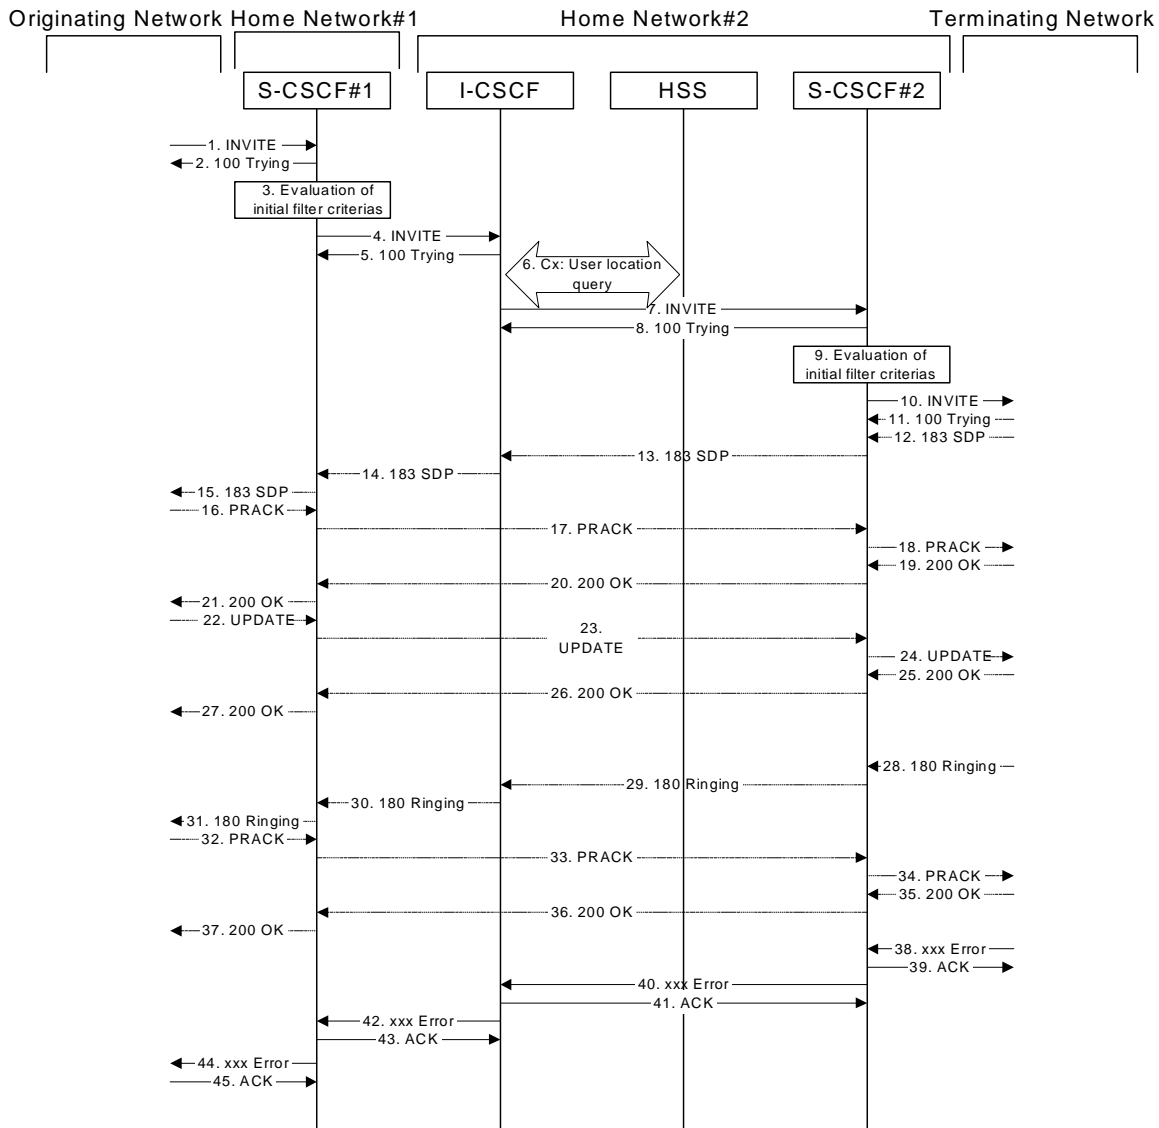 Originating Network Home Network#1 Home Network#2 Terminating Network
S-CSCF#1 I-CSCF HSS S-CSCF#2
1. INVITE
2. 100 Trying
3. Evaluation of
initial filter criterias
4. INVITE
5. 100 Trying
6. Cx: User location
query
7. INVITE
8. 100 Trying
9. Evaluation of
initial filter criterias
10. INVITE
11. 100 Trying
12. 183 SDP
13. 183 SDP
14. 183 SDP
15. 183 SDP
16. PRACK
17. PRACK
18. PRACK
19. 200 OK
20. 200 OK
21. 200 OK
22. UPDATE
23.
UPDATE
24. UPDATE
25. 200 OK
26. 200 OK
27. 200 OK
28. 180 Ringing
29. 180 Ringing
30. 180 Ringing
31. 180 Ringing
32. PRACK
33. PRACK
34. PRACK
35. 200 OK
36. 200 OK
37. 200 OK
38. xxx Error
39. ACK
40. xxx Error
41. ACK
42. xxx Error
43. ACK
44. xxx Error
45. ACK